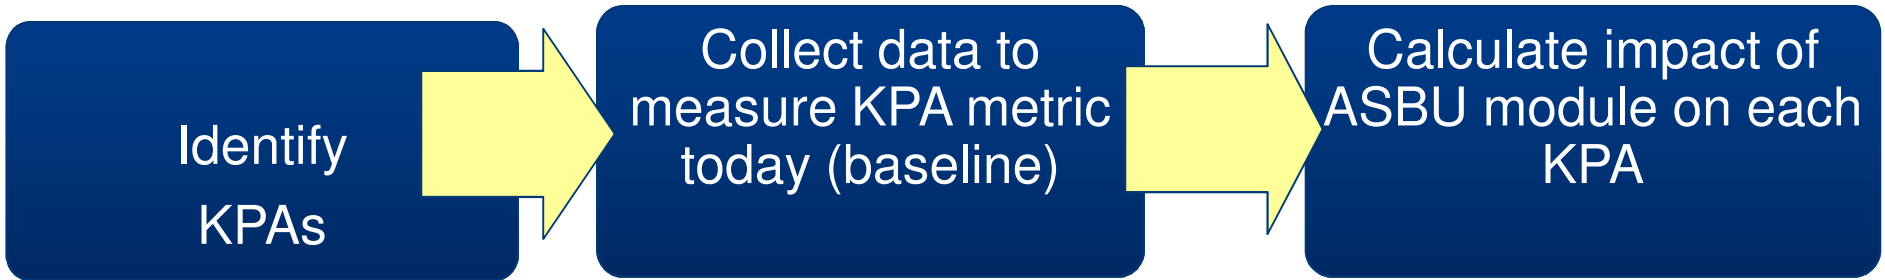 Identify
KPAs
Collect data to
measure KPA metric
today (baseline)
Calculate impact of
ASBU module on each
KPA